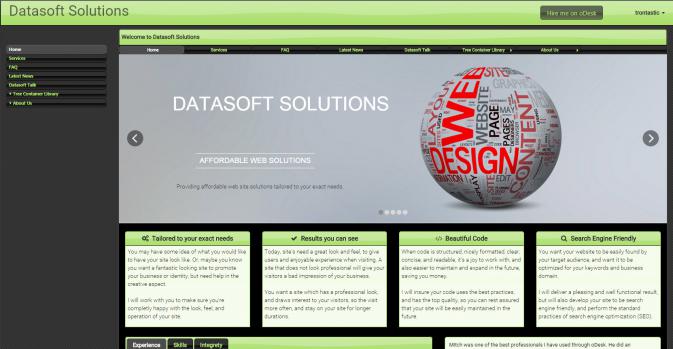 Datasoft Solutions
Hire me on oDesk
trontastic
Home
Services
FAQ
Latest News
Datasoft Talk
Tree Container Library
About Us
Welcome to Datasoft Solutions
Home Services FAQ Latest News Datasoft Talk Tree Container Library About Us
DATASOFT SOLUTIONS
AFFORDABLE WEB SOLUTIONS
Providing affordable web site solutions tailored to your exact needs.
WEB
SITE
WEBSITE
PAGE
PAGES
LAYOUT
DESIGN
CONTENT
EDIT
Tailored to your exact needs
You may have some idea of what you would like
to have your site look like. Or, maybe you know
you want a fantastic looking site to promote
your business or identity, but need help in the
creative aspect.
I will work with you to make sure you're
completly happy with the look, feel, and
operation of your site.
Results you can see
Today, site's need a great look and feel, to give
users and enjoyable experience when visiting. A
site that does not look professional will give your
visitors a bad impression of your business.
You want a site which has a professional look,
and draws interest to your visitors, so the visit
more often, and stay on your site for longer
durations.
</> Beautiful Code
When code is structured, nicely formatted, clear,
concise, and readable, it's a joy to work with, and
also easier to maintain and expand in the future,
saving you money.
I will insure your code uses the best practices,
and has the top quality, so you can rest assured
that your site will be easily maintained in the
future.
Search Engine Friendly
You want your website to be easily found by
your target audience, and want it to be
optimized for your keywords and business
domain.
I will deliver a pleasing and well functional result,
but will also develop your site to be search
engine friendly, and perform the standard
practices of search engine optimization (SEO).
Experience Skills Integrety
Mitch was one of the best professionals I have used through oDesk. He did an